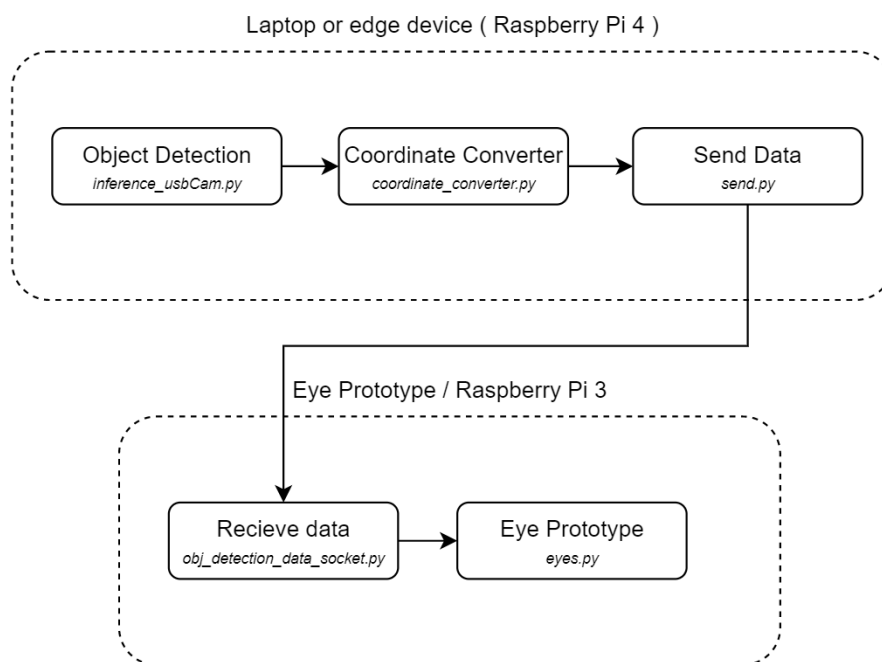 Laptop or edge device ( Raspberry Pi 4 )
Object Detection
inference_usbCam.py
Coordinate Converter
coordinate_converter.py
Send Data
send.py
Eye Prototype / Raspberry Pi 3
Recieve data
obj_detection_data_socket.py
Eye Prototype
eyes.py